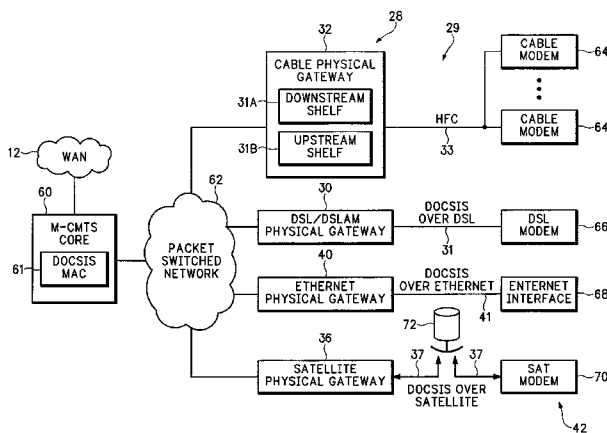 32
28
29
CABLE PHYSICAL
GATEWAY
31A
DOWNSTREAM
SHELF
31B
UPSTREAM
SHELF
HFC
33
CABLE
MODEM
64
CABLE
MODEM
64
12
WAN
60
M-CMTS
CORE
61
DOCSIS
MAC
62
PACKET
SWITCHED
NETWORK
30
DSL/DSLAM
PHYSICAL GATEWAY
DOCSIS
OVER DSL
31
DSL
MODEM
66
40
ETHERNET
PHYSICAL GATEWAY
DOCSIS
OVER ETHERNET
41
ENTERNET
INTERFACE
68
72
36
SATELLITE
PHYSICAL GATEWAY
37
37
DOCSIS OVER
SATELLITE
SAT
MODEM
70
42